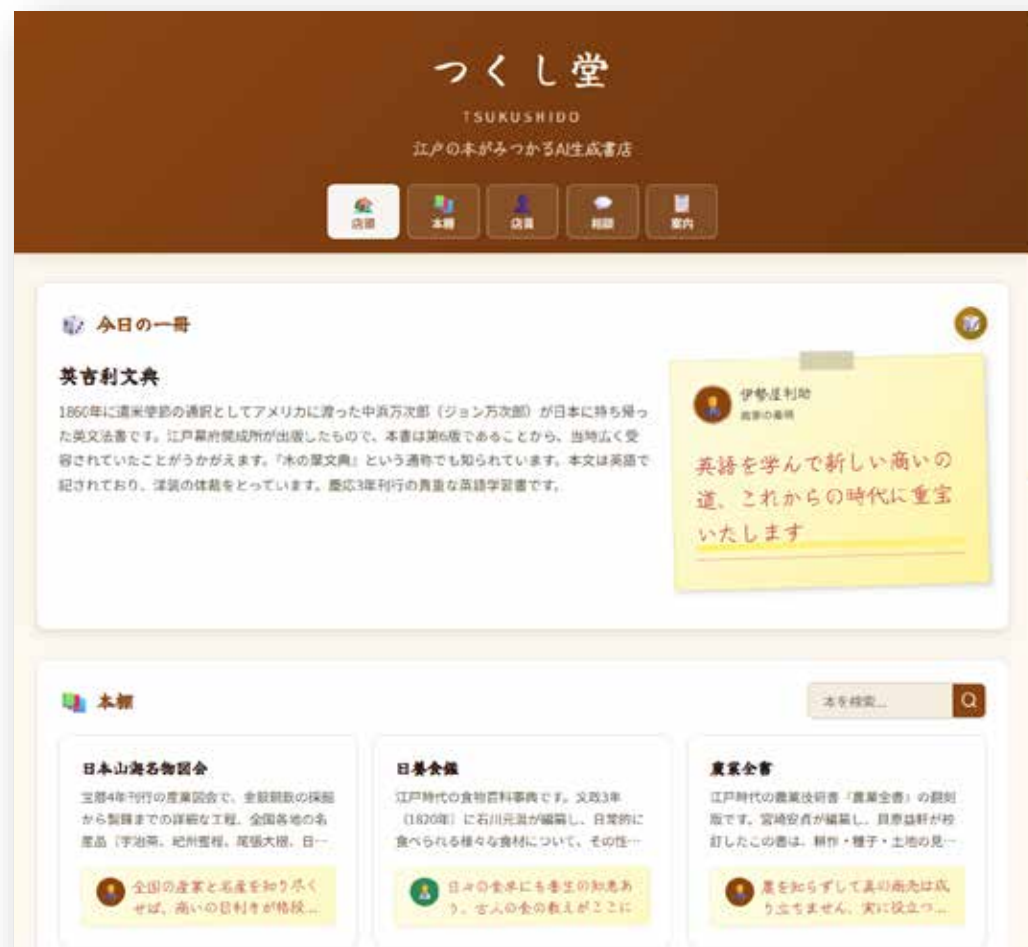 つくし堂
TSUKUSHIDO
江戸の本がみつかるAI生成書店
店頭
本棚
店員
相談
案内
今日の一冊
英吉利文典
1860年に遣米使節の通訳としてアメリカに渡った中浜万次郎（ジョン万次郎）が日本に持ち帰っ
た英文法書です。江戸幕府開成所が出版したもので、本書は第6版であることから、当時広く受
容されていたことがうかがえます。『木の葉文典』という通称でも知られています。本文は英語で
記されており、洋装の体裁をとっています。慶応3年刊行の貴重な英語学習書です。
伊勢屋利助
商家の番頭
英語を学んで新しい商いの
道、これからの時代に重宝
いたします
本棚
本を検索...
日本山海名物図会
宝暦4年刊行の産業図会で、金銀銅鉛の採掘
から製錬までの詳細な工程、全国各地の名
産品（宇治茶、紀州蜜柑、尾張大根、日…
全国の産業と名産を知り尽く
せば、商いの目利きが格段...
日養食鑑
江戸時代の食物百科事典です。文政3年
（1820年）に石川元混が編纂し、日常的に
食べられる様々な食材について、その性…
日々の食事にも養生の知恵あ
り、古人の食の教えがここに
農業全書
江戸時代の農業技術書『農業全書』の翻刻
版です。宮崎安貞が編纂し、貝原益軒が校
訂したこの書は、耕作・種子・土地の見…
農を知らずして真の商売は成
り立ちません、実に役立つ...